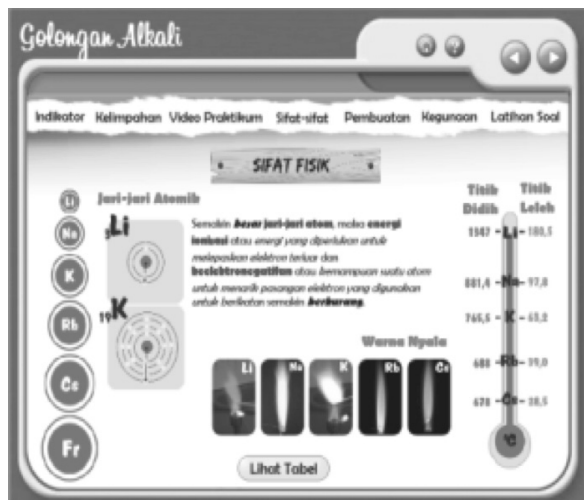 Golongan Alkali
Indikator Kelimpahan Video Praktikum Sifat-sifat Pembuatan Kegunaan Latihan Soal
SIFAT FISIK
Jari-jari Atomik
Li
Na
K
Rb
Cs
Fr
3Li
19K
Semakin besar jari-jari atom, maka energi
ionisasi atau energi yang diperlukan untuk
melepaskan elektron terluar dan
keelektronegatifan atau kemampuan suatu atom
untuk menarik pasangan elektron yang digunakan
untuk berikatan semakin berkurang.
Warna Nyala
Li Na K Rb Cs
Lihat Tabel
Titik Didih
Titik Leleh
1347 Li 180,5
881,4 Na 97,8
765,5 K 63,2
688 Rb 39,0
678 Cs 28,5
°C